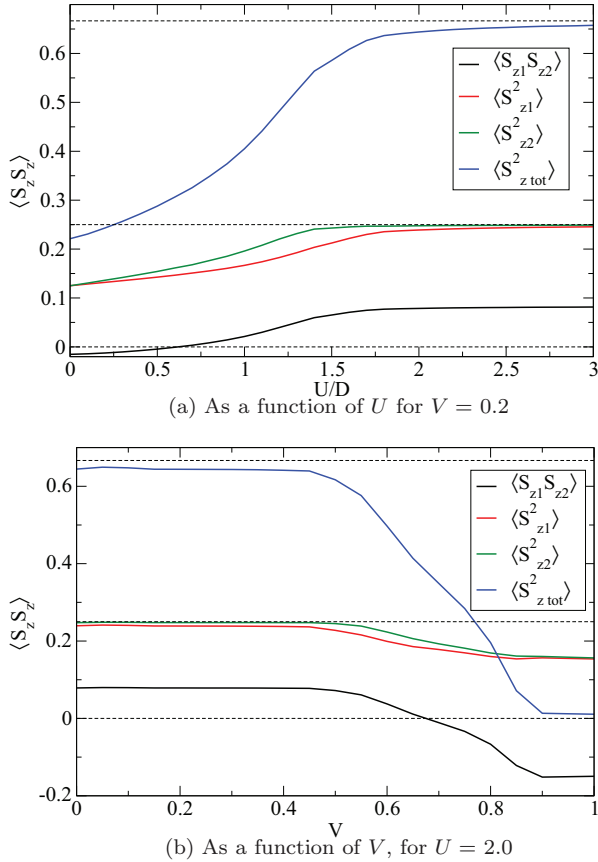 0.6
0.5
0.4
0.3
0.2
0.1
0
⟨S_z S_z⟩
⟨S_z1 S_z2⟩
⟨S²_z1⟩
⟨S²_z2⟩
⟨S²_z tot⟩
0 0.5 1 1.5 2 2.5 3
U/D
(a) As a function of U for V = 0.2
0.6
0.4
0.2
0
-0.2
⟨S_z S_z⟩
⟨S_z1 S_z2⟩
⟨S²_z1⟩
⟨S²_z2⟩
⟨S²_z tot⟩
0 0.2 0.4 0.6 0.8 1
V
(b) As a function of V, for U = 2.0